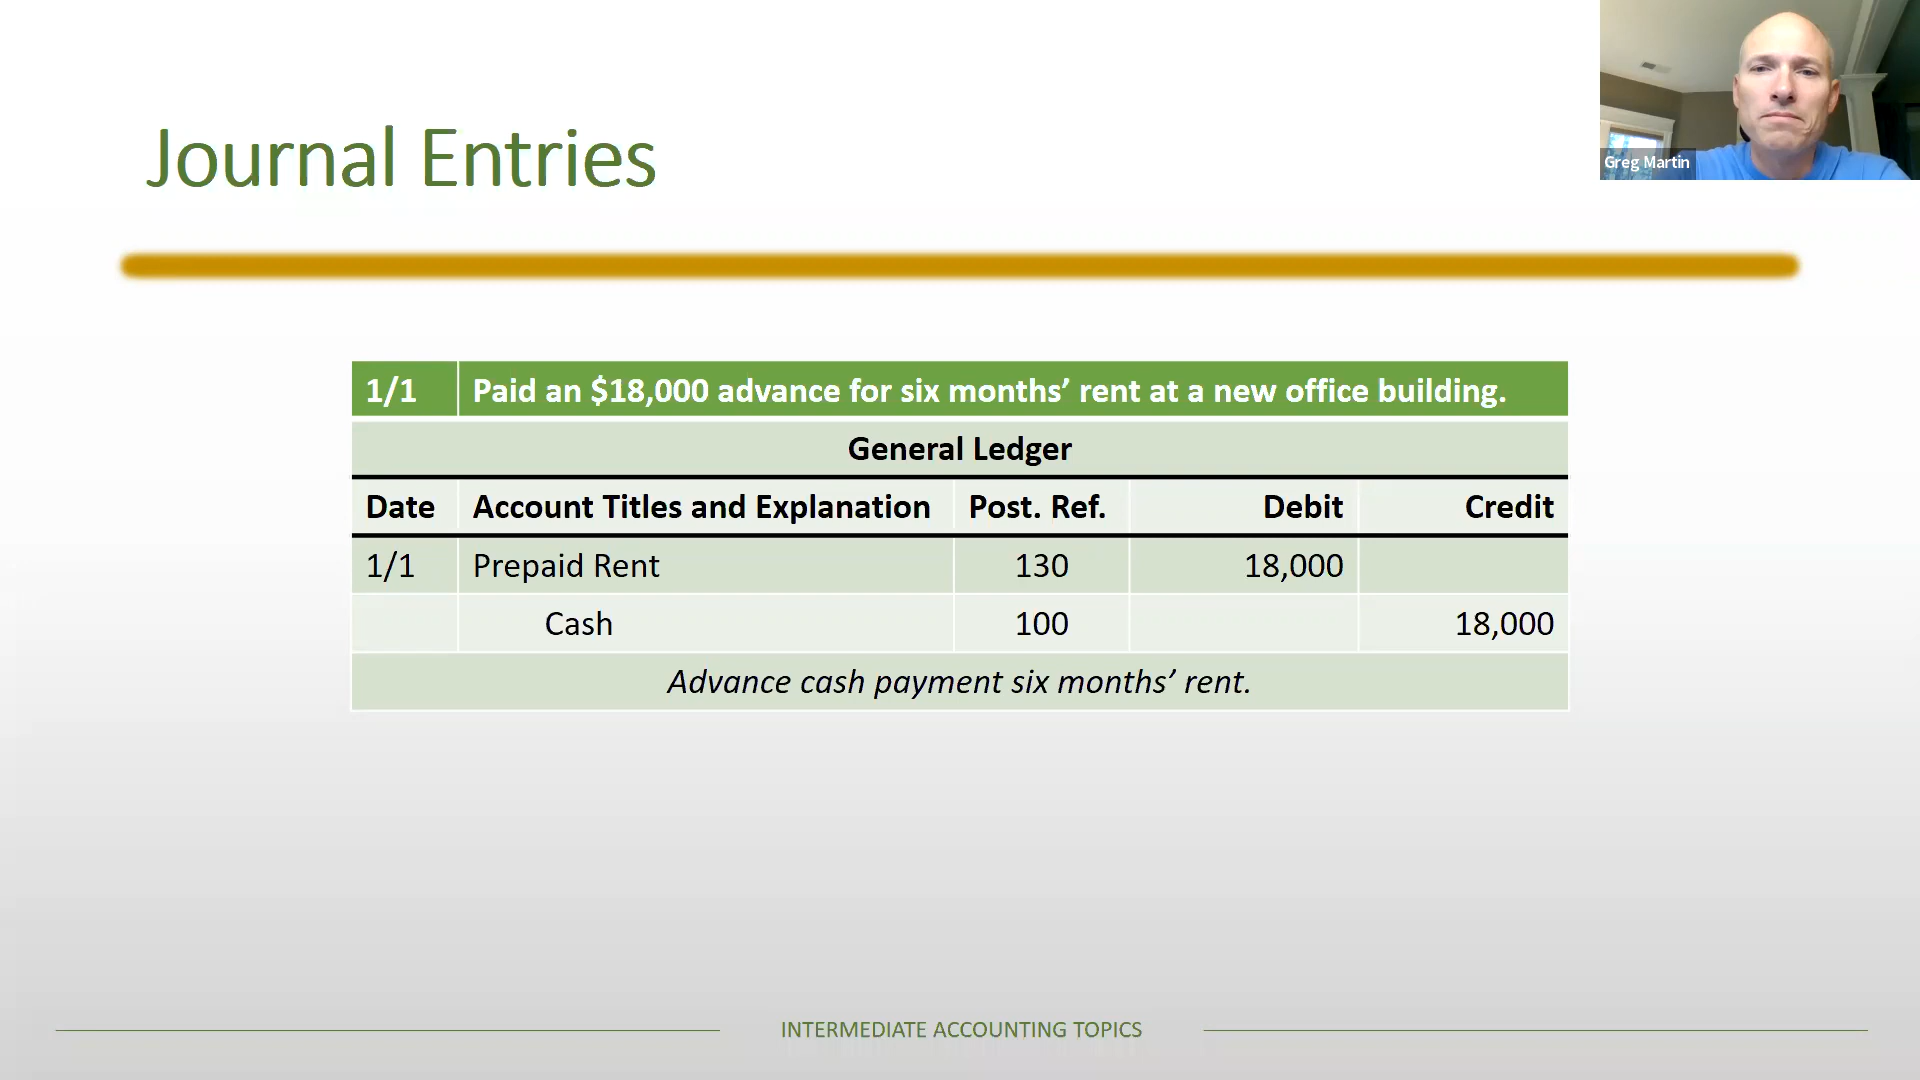 Journal Entries
Greg Martin
1/1 Paid an $18,000 advance for six months’ rent at a new office building.
General Ledger
Date Account Titles and Explanation Post. Ref. Debit Credit
1/1 Prepaid Rent 130 18,000
Cash 100 18,000
Advance cash payment six months’ rent.
INTERMEDIATE ACCOUNTING TOPICS